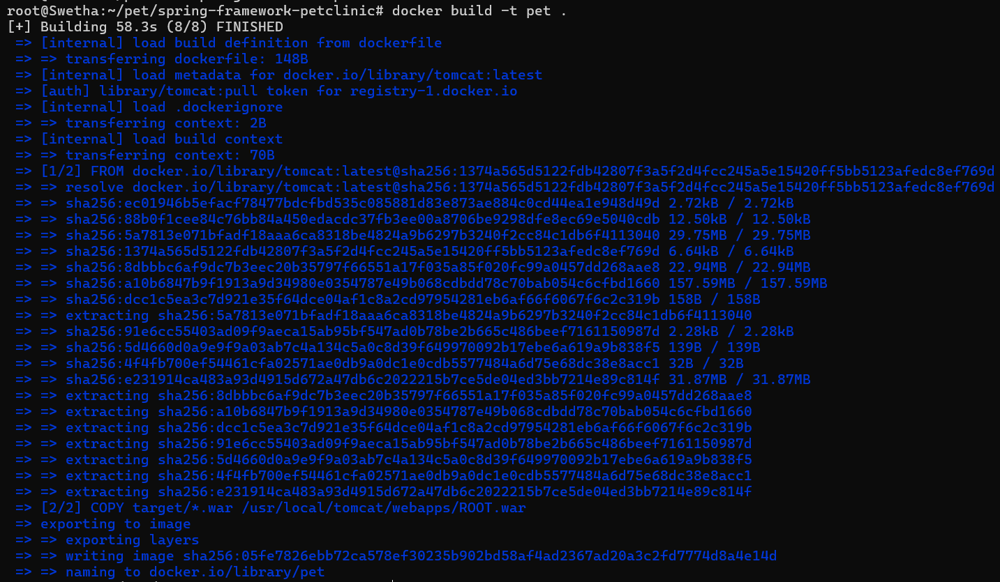 root@Swetha:~/pet/spring-framework-petclinic# docker build -t pet .
[+] Building 58.3s (8/8) FINISHED
=> [internal] load build definition from dockerfile
=> => transferring dockerfile: 148B
=> [internal] load metadata for docker.io/library/tomcat:latest
=> [auth] library/tomcat:pull token for registry-1.docker.io
=> [internal] load .dockerignore
=> => transferring context: 2B
=> [internal] load build context
=> => transferring context: 70B
=> [1/2] FROM docker.io/library/tomcat:latest@sha256:1374a565d5122fdb42807f3a5f2d4fcc245a5e15420ff5bb5123afedc8ef769d
=> => resolve docker.io/library/tomcat:latest@sha256:1374a565d5122fdb42807f3a5f2d4fcc245a5e15420ff5bb5123afedc8ef769d
=> => sha256:ec01946b5efacf78477bdcfbd535c085881d83e873ae884c0cd44ea1e948d49d 2.72kB / 2.72kB
=> => sha256:88b0f1cee84c76bb84a450edacdc37fb3ee00a8706be9298dfe8ec69e5040cdb 12.50kB / 12.50kB
=> => sha256:5a7813e071bfadf18aaa6ca8318be4824a9b6297b3240f2cc84c1db6f4113040 29.75MB / 29.75MB
=> => sha256:1374a565d5122fdb42807f3a5f2d4fcc245a5e15420ff5bb5123afedc8ef769d 6.64kB / 6.64kB
=> => sha256:8dbbbc6af9dc7b3eec20b35797f66551a17f035a85f020fc99a0457dd268aae8 22.94MB / 22.94MB
=> => sha256:a10b6847b9f1913a9d34980e0354787e49b068cdbdd78c70bab054c6cfbd1660 157.59MB / 157.59MB
=> => sha256:dcc1c5ea3c7d921e35f64dce04af1c8a2cd97954281eb6af66f6067f6c2c319b 158B / 158B
=> => extracting sha256:5a7813e071bfadf18aaa6ca8318be4824a9b6297b3240f2cc84c1db6f4113040
=> => sha256:91e6cc55403ad09f9aeca15ab95bf547ad0b78be2b665c486beef7161150987d 2.28kB / 2.28kB
=> => sha256:5d4660d0a9e9f9a03ab7c4a134c5a0c8d39f649970092b17ebe6a619a9b838f5 139B / 139B
=> => sha256:4f4fb700ef54461cfa02571ae0db9a0dc1e0cdb5577484a6d75e68dc38e8acc1 32B / 32B
=> => sha256:e231914ca483a93d4915d672a47db6c2022215b7ce5de04ed3bb7214e89c814f 31.87MB / 31.87MB
=> => extracting sha256:8dbbbc6af9dc7b3eec20b35797f66551a17f035a85f020fc99a0457dd268aae8
=> => extracting sha256:a10b6847b9f1913a9d34980e0354787e49b068cdbdd78c70bab054c6cfbd1660
=> => extracting sha256:dcc1c5ea3c7d921e35f64dce04af1c8a2cd97954281eb6af66f6067f6c2c319b
=> => extracting sha256:91e6cc55403ad09f9aeca15ab95bf547ad0b78be2b665c486beef7161150987d
=> => extracting sha256:5d4660d0a9e9f9a03ab7c4a134c5a0c8d39f649970092b17ebe6a619a9b838f5
=> => extracting sha256:4f4fb700ef54461cfa02571ae0db9a0dc1e0cdb5577484a6d75e68dc38e8acc1
=> => extracting sha256:e231914ca483a93d4915d672a47db6c2022215b7ce5de04ed3bb7214e89c814f
=> [2/2] COPY target/*.war /usr/local/tomcat/webapps/ROOT.war
=> exporting to image
=> => exporting layers
=> => writing image sha256:05fe7826ebb72ca578ef30235b902bd58af4ad2367ad20a3c2fd7774d8a4e14d
=> => naming to docker.io/library/pet